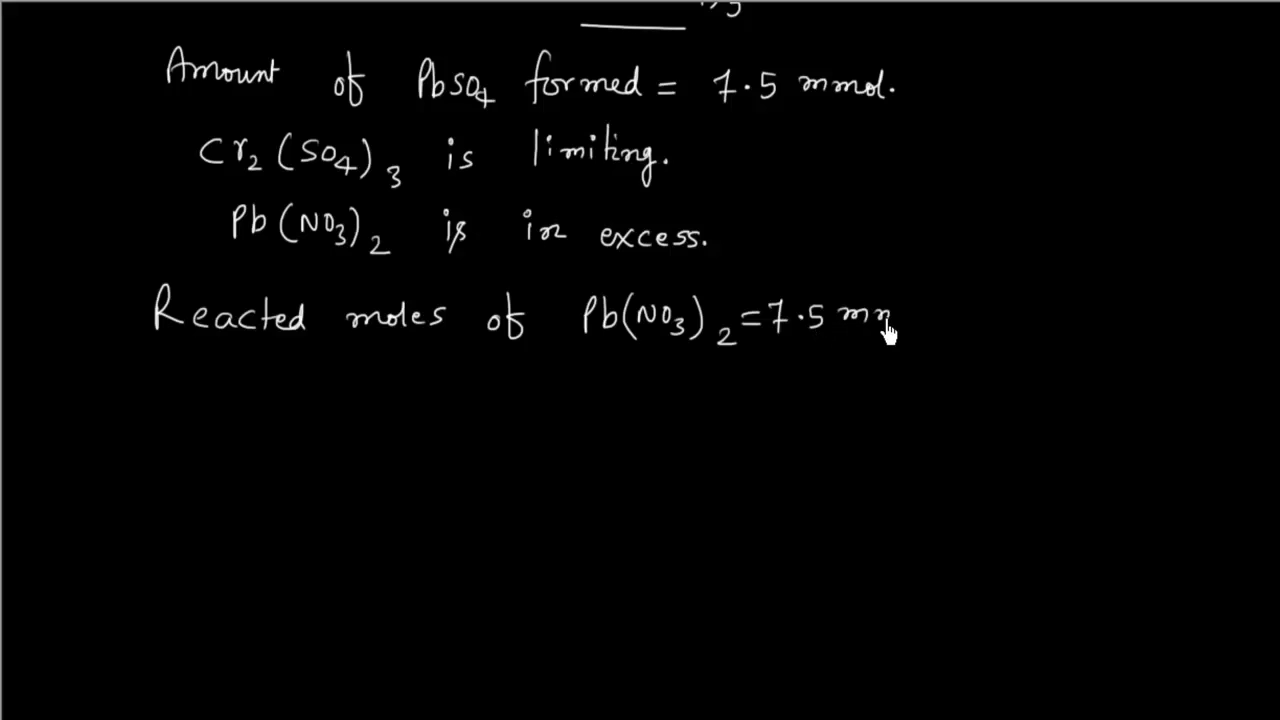 Amount of PbSO4 formed = 7.5 mmol.
Cr2(SO4)3 is limiting.
Pb(NO3)2 is in excess.
Reacted moles of Pb(NO3)2 = 7.5 mm